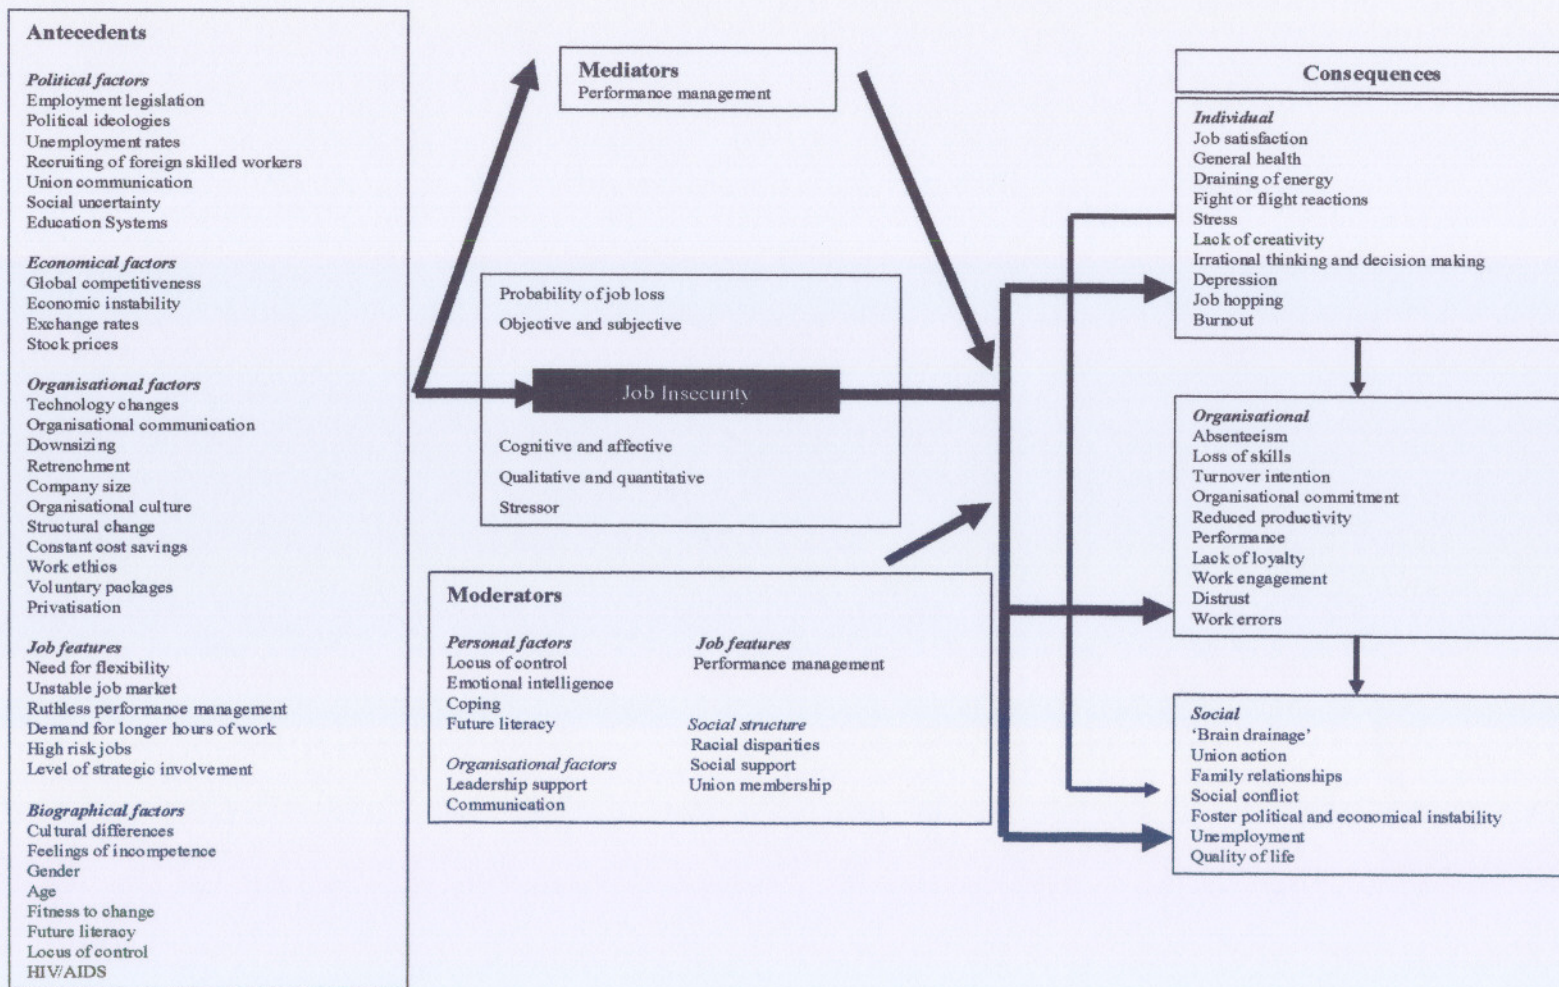 Antecedents
Political factors
Employment legislation
Political ideologies
Unemployment rates
Recruiting of foreign skilled workers
Union communication
Social uncertainty
Education Systems
Economical factors
Global competitiveness
Economic instability
Exchange rates
Stock prices
Organisational factors
Technology changes
Organisational communication
Downsizing
Retrenchment
Company size
Organisational culture
Structural change
Constant cost savings
Work ethics
Voluntary packages
Privatisation
Job features
Need for flexibility
Unstable job market
Ruthless performance management
Demand for longer hours of work
High risk jobs
Level of strategic involvement
Biographical factors
Cultural differences
Feelings of incompetence
Gender
Age
Fitness to change
Future literacy
Locus of control
HIV/AIDS
Mediators
Performance management
Probability of job loss
Objective and subjective
Job Insecurity
Cognitive and affective
Qualitative and quantitative
Stressor
Moderators
Personal factors
Locus of control
Emotional intelligence
Coping
Future literacy
Organisational factors
Leadership support
Communication
Job features
Performance management
Social structure
Racial disparities
Social support
Union membership
Consequences
Individual
Job satisfaction
General health
Draining of energy
Fight or flight reactions
Stress
Lack of creativity
Irrational thinking and decision making
Depression
Job hopping
Burnout
Organisational
Absenteeism
Loss of skills
Turnover intention
Organisational commitment
Reduced productivity
Performance
Lack of loyalty
Work engagement
Distrust
Work errors
Social
‘Brain drainage’
Union action
Family relationships
Social conflict
Foster political and economical instability
Unemployment
Quality of life